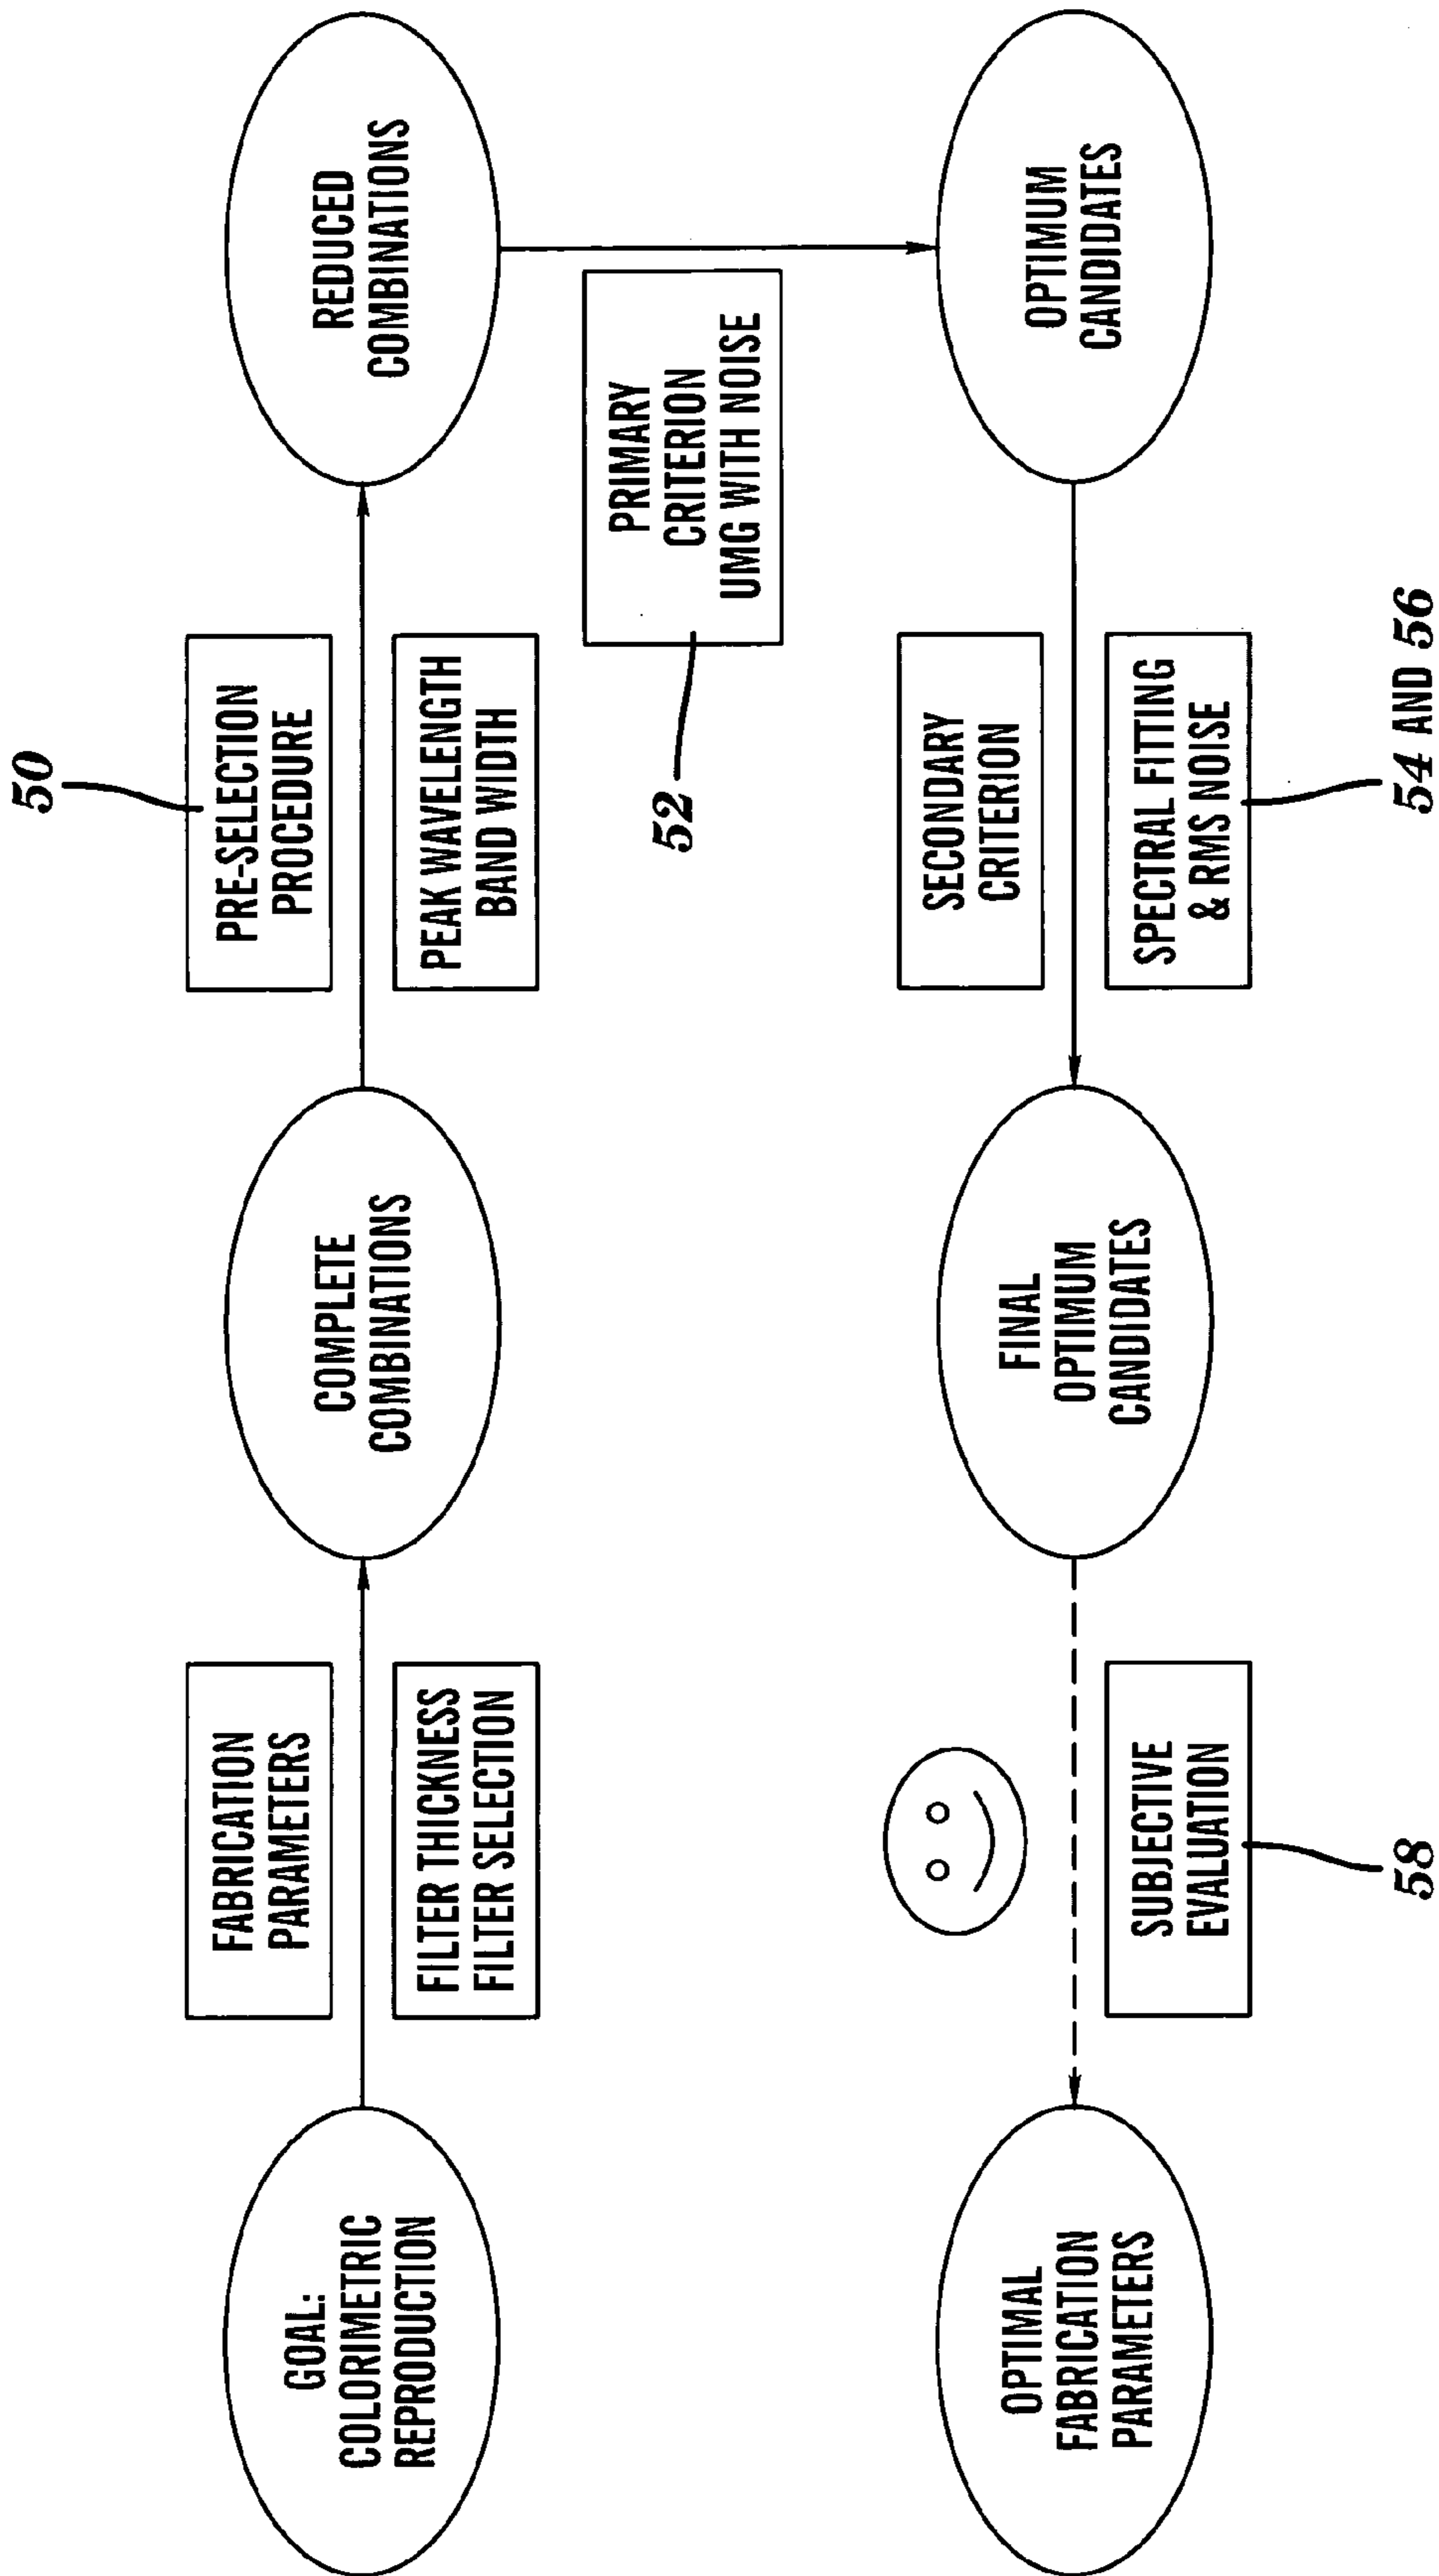 GOAL:
COLORIMETRIC
REPRODUCTION
FABRICATION
PARAMETERS
FILTER THICKNESS
FILTER SELECTION
COMPLETE
COMBINATIONS
50
PRE-SELECTION
PROCEDURE
PEAK WAVELENGTH
BAND WIDTH
REDUCED
COMBINATIONS
52
PRIMARY
CRITERION
UMG WITH NOISE
OPTIMUM
CANDIDATES
SECONDARY
CRITERION
SPECTRAL FITTING
& RMS NOISE
54 AND 56
FINAL
OPTIMUM
CANDIDATES
SUBJECTIVE
EVALUATION
58
OPTIMAL
FABRICATION
PARAMETERS